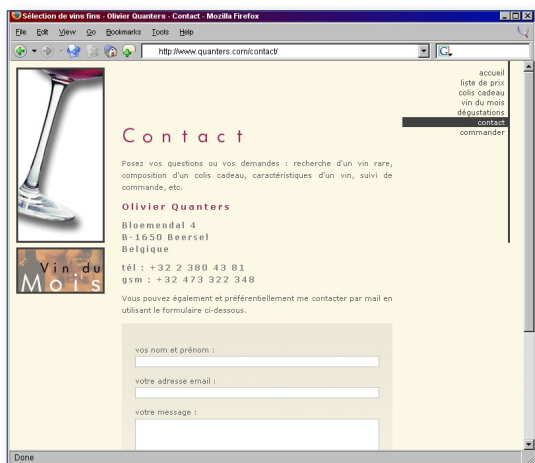 Sélection de vins fins - Olivier Quanters - Contact - Mozilla Firefox
File Edit View Go Bookmarks Tools Help
http://www.quanters.com/contact/
G
accueil
liste de prix
colis cadeau
vin du mois
dégustations
contact
commander
Contact
Posez vos questions ou vos demandes : recherche d'un vin rare,
composition d'un colis cadeau, caractéristiques d'un vin, suivi de
commande, etc.
Olivier Quanters
Bloemendal 4
B-1650 Beersel
Belgique
tél : +32 2 380 43 81
gsm : +32 473 322 348
Vous pouvez également et préférentiellement me contacter par mail en
utilisant le formulaire ci-dessous.
Vin du
Mois
vos nom et prénom :
votre adresse email :
votre message :
Done